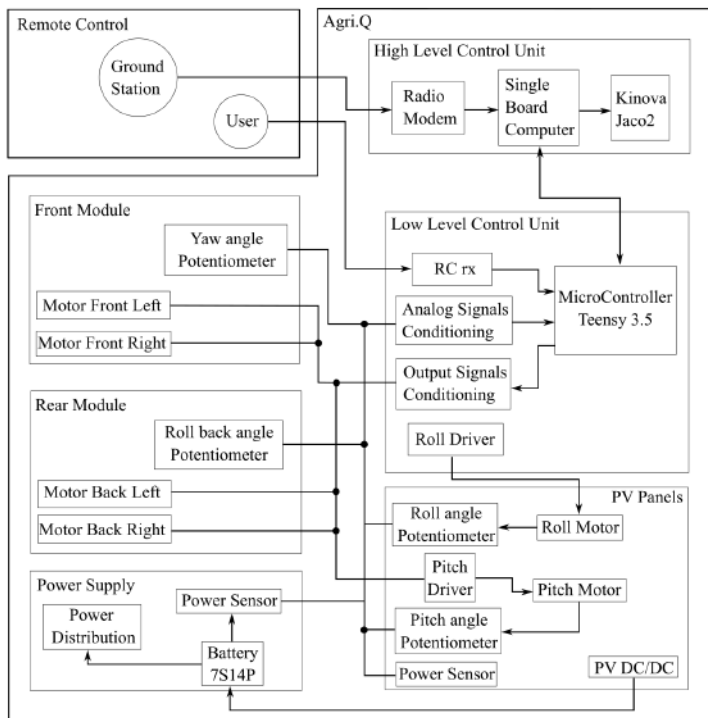 Remote Control
Ground
Station
User
Agri.Q
High Level Control Unit
Radio
Modem
Single
Board
Computer
Kinova
Jaco2
Front Module
Yaw angle
Potentiometer
Motor Front Left
Motor Front Right
Low Level Control Unit
RC rx
MicroController
Teensy 3.5
Analog Signals
Conditioning
Output Signals
Conditioning
Roll Driver
Rear Module
Roll back angle
Potentiometer
Motor Back Left
Motor Back Right
PV Panels
Roll angle
Potentiometer
Roll Motor
Pitch
Driver
Pitch Motor
Pitch angle
Potentiometer
Power Sensor
PV DC/DC
Power Supply
Power
Distribution
Power Sensor
Battery
7S14P